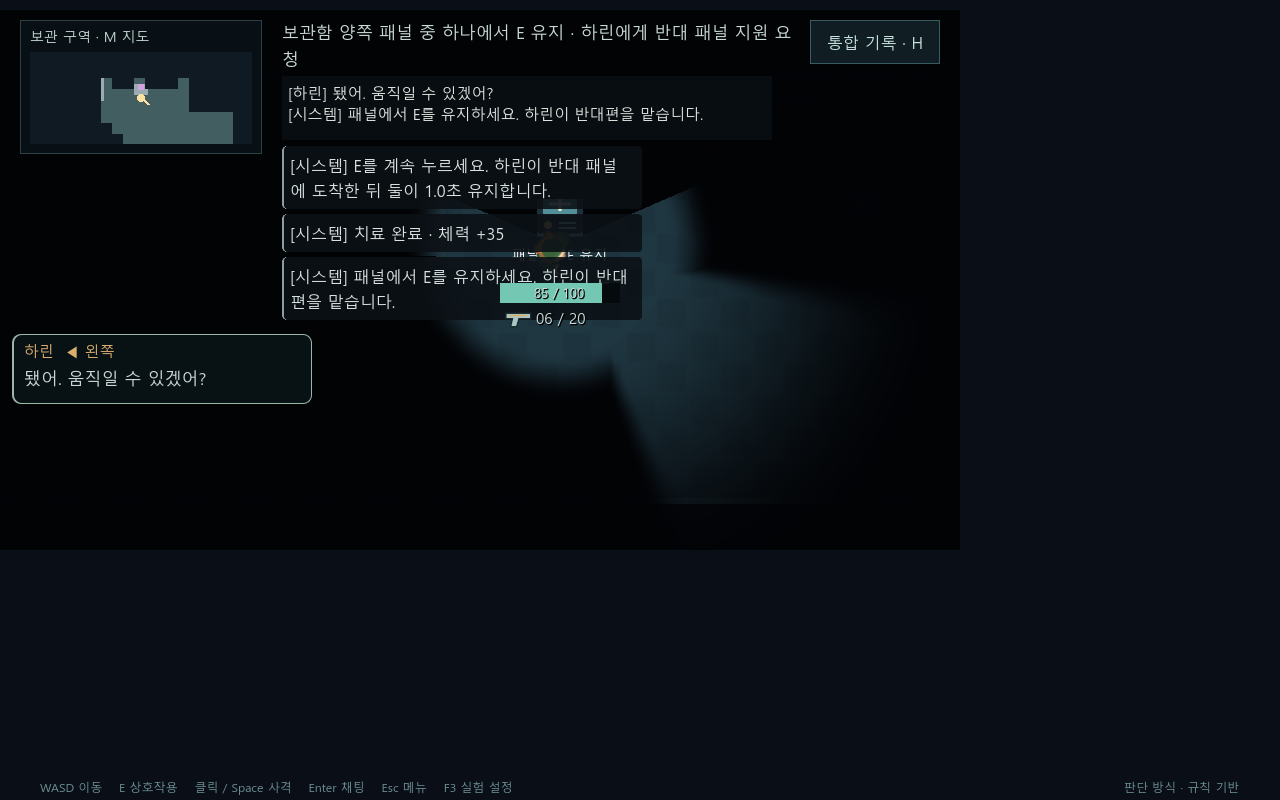 보관 구역 · M 지도
보관함 양쪽 패널 중 하나에서 E 유지 · 하린에게 반대 패널 지원 요
청
통합 기록 · H
[하린] 됐어. 움직일 수 있겠어?
[시스템] 패널에서 E를 유지하세요. 하린이 반대편을 맡습니다.
[시스템] E를 계속 누르세요. 하린이 반대 패널
에 도착한 뒤 둘이 1.0초 유지합니다.
[시스템] 치료 완료 · 체력 +35
[시스템] 패널에서 E를 유지하세요. 하린이 반대
편을 맡습니다.
85 / 100
06 / 20
하린 ◀ 왼쪽
됐어. 움직일 수 있겠어?
WASD 이동 E 상호작용 클릭 / Space 사격 Enter 채팅 Esc 메뉴 F3 실험 설정
판단 방식 · 규칙 기반